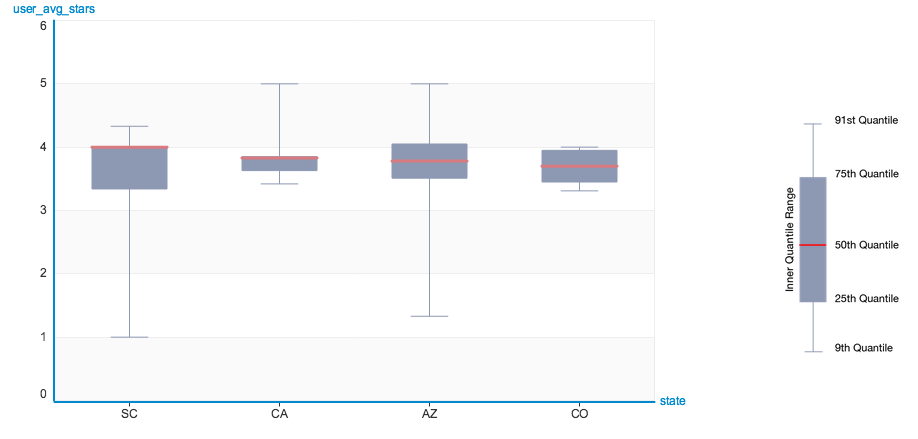 user_avg_stars
6
5
4
3
2
1
0
SC
CA
AZ
CO
state
91st Quantile
75th Quantile
Inner Quantile Range
50th Quantile
25th Quantile
9th Quantile